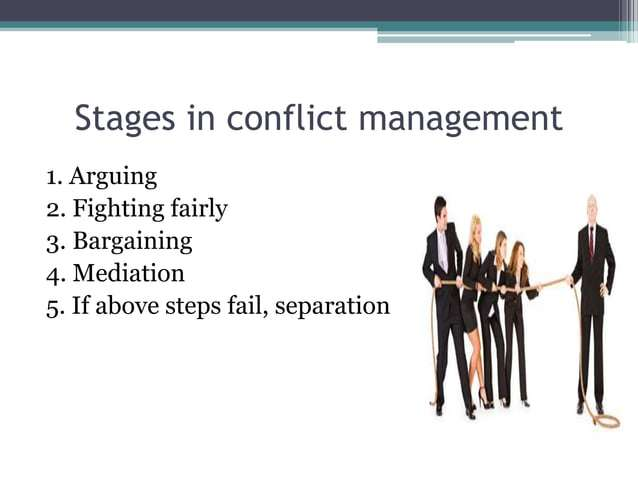 Stages in conflict management
1. Arguing
2. Fighting fairly
3. Bargaining
4. Mediation
5. If above steps fail, separation